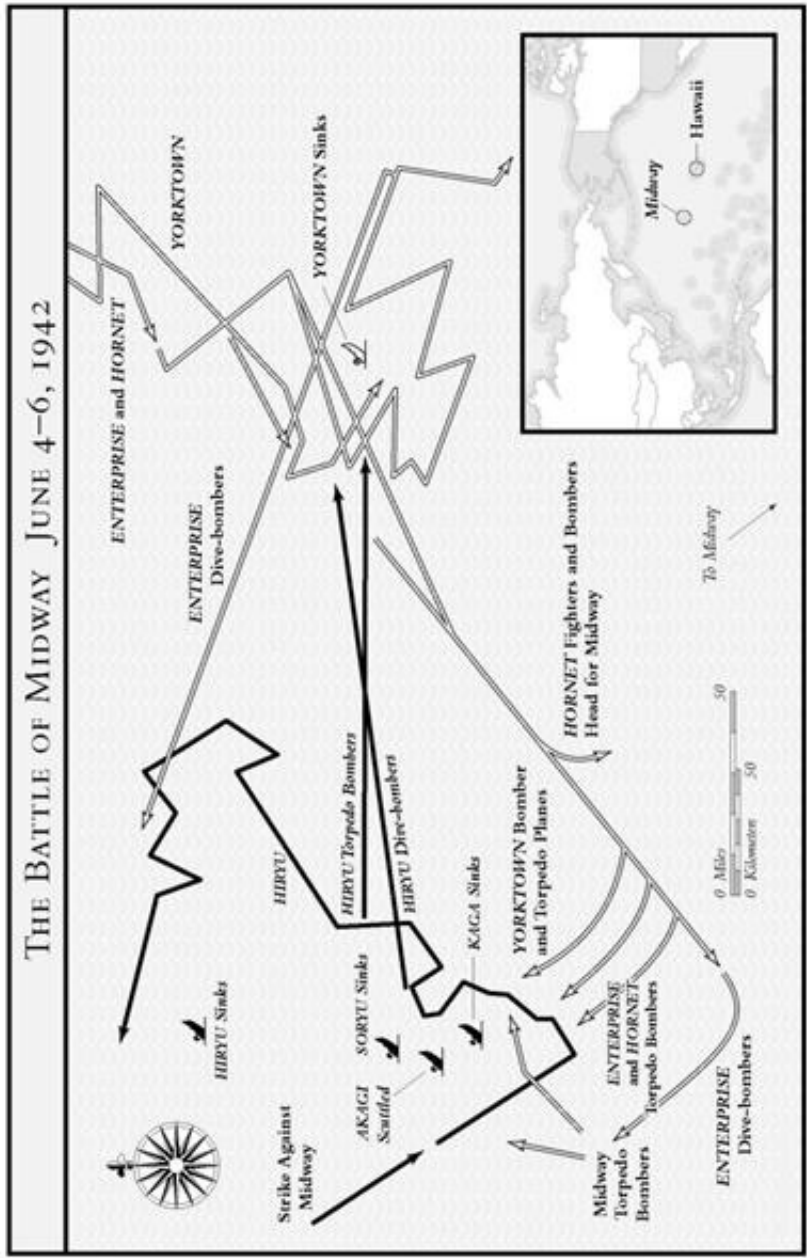 THE BATTLE OF MIDWAY JUNE 4–6, 1942
ENTERPRISE and HORNET
YORKTOWN
ENTERPRISE
Dive-bombers
YORKTOWN Sinks
HIRYU Sinks
HIRYU
HIRYU Torpedo Bombers
HIRYU Dive-bombers
Strike Against
Midway
AKAGI
Scuttled
SORYU Sinks
KAGA Sinks
YORKTOWN Bomber
and Torpedo Planes
HORNET Fighters and Bombers
Head for Midway
ENTERPRISE
and HORNET
Torpedo Bombers
Midway
Torpedo
Bombers
ENTERPRISE
Dive-bombers
To Midway
0 Miles 50
0 Kilometers 50
Midway
Hawaii